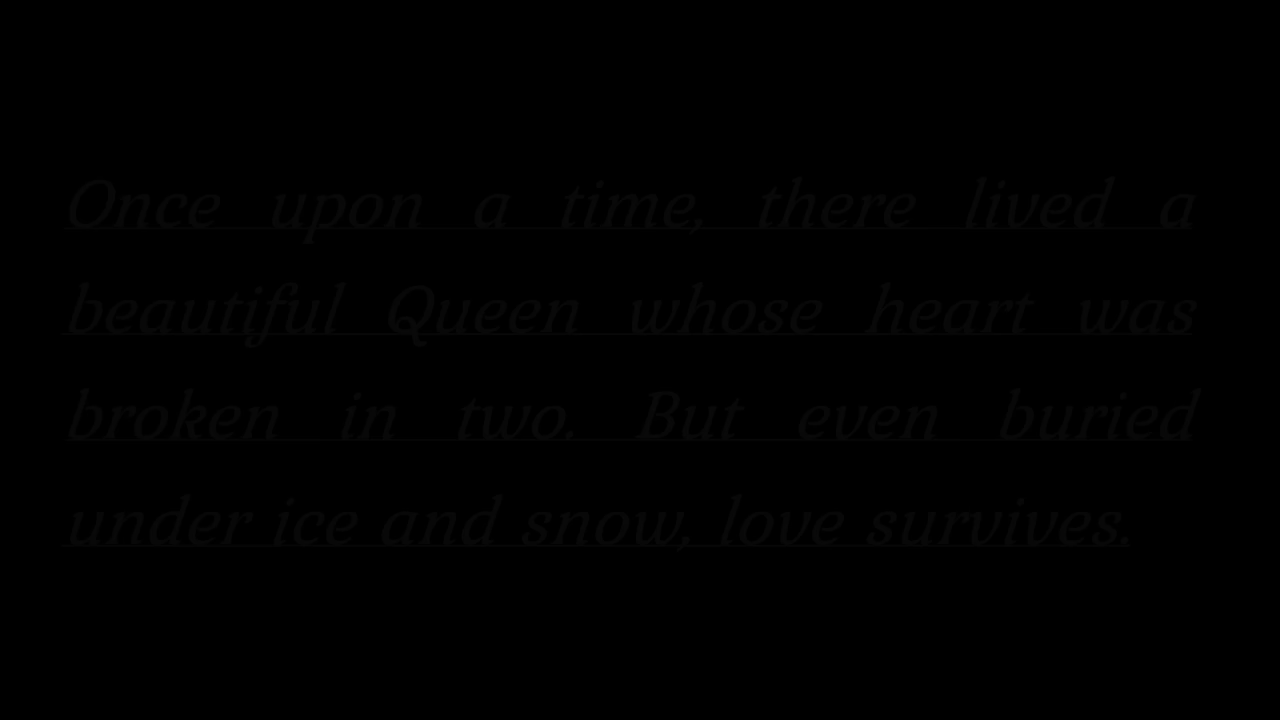 Once upon a time, there lived a
beautiful Queen whose heart was
broken in two. But even buried
under ice and snow, love survives.